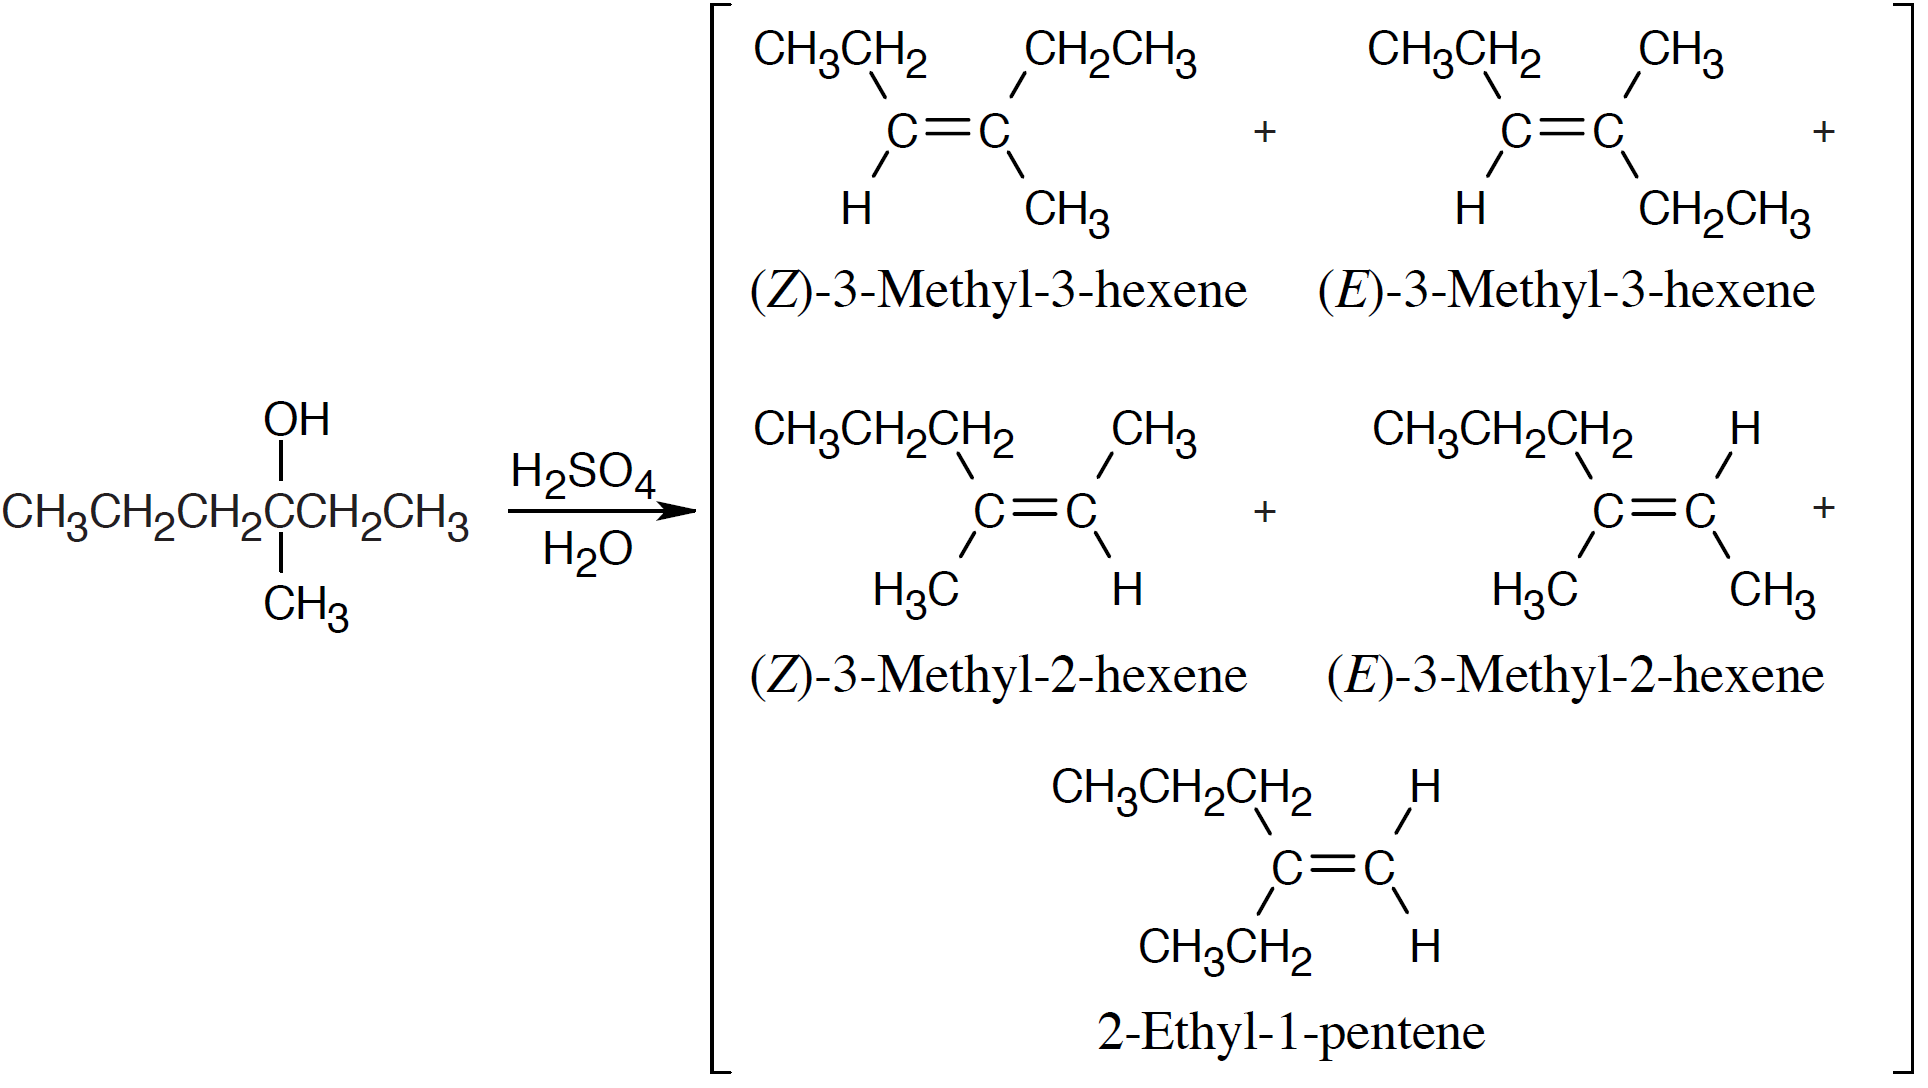 CH3CH2 CH2CH3 CH3CH2 CH3
C=C + C=C +
H CH3 H CH2CH3
(Z)-3-Methyl-3-hexene (E)-3-Methyl-3-hexene
OH
CH3CH2CH2CCH2CH3
CH3
H2SO4
H2O
CH3CH2CH2 CH3 CH3CH2CH2 H
C=C + C=C +
H3C H H3C CH3
(Z)-3-Methyl-2-hexene (E)-3-Methyl-2-hexene
CH3CH2CH2 H
C=C
CH3CH2 H
2-Ethyl-1-pentene